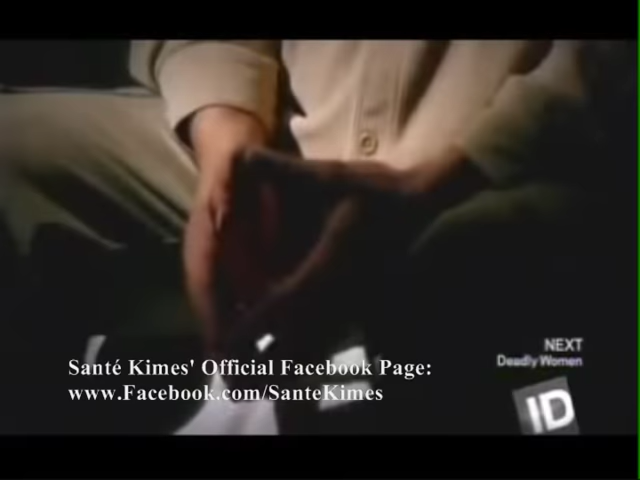 NEXT
Deadly Women
Santé Kimes' Official Facebook Page:
www.Facebook.com/SanteKimes
ID